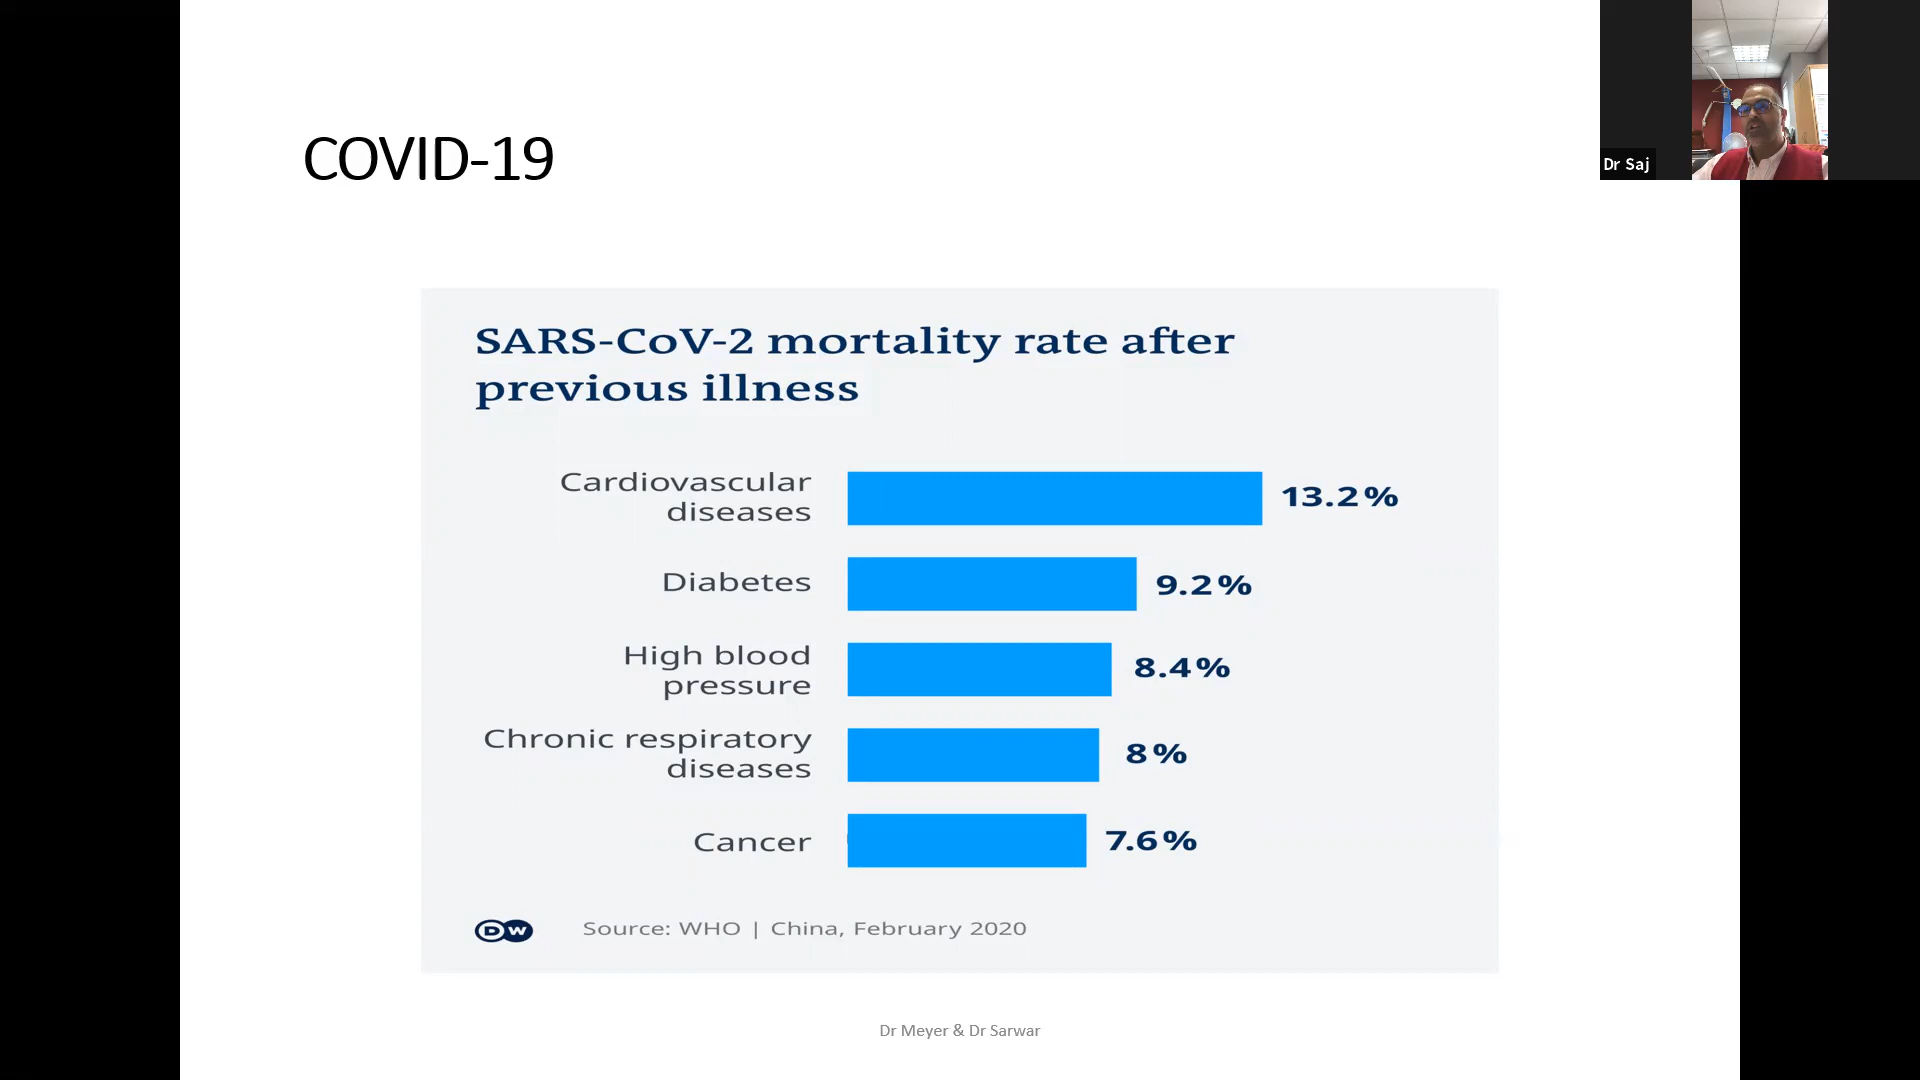 COVID-19
Dr Saj
SARS-CoV-2 mortality rate after
previous illness
Cardiovascular
diseases
13.2%
Diabetes
9.2%
High blood
pressure
8.4%
Chronic respiratory
diseases
8%
Cancer
7.6%
DW
Source: WHO | China, February 2020
Dr Meyer & Dr Sarwar